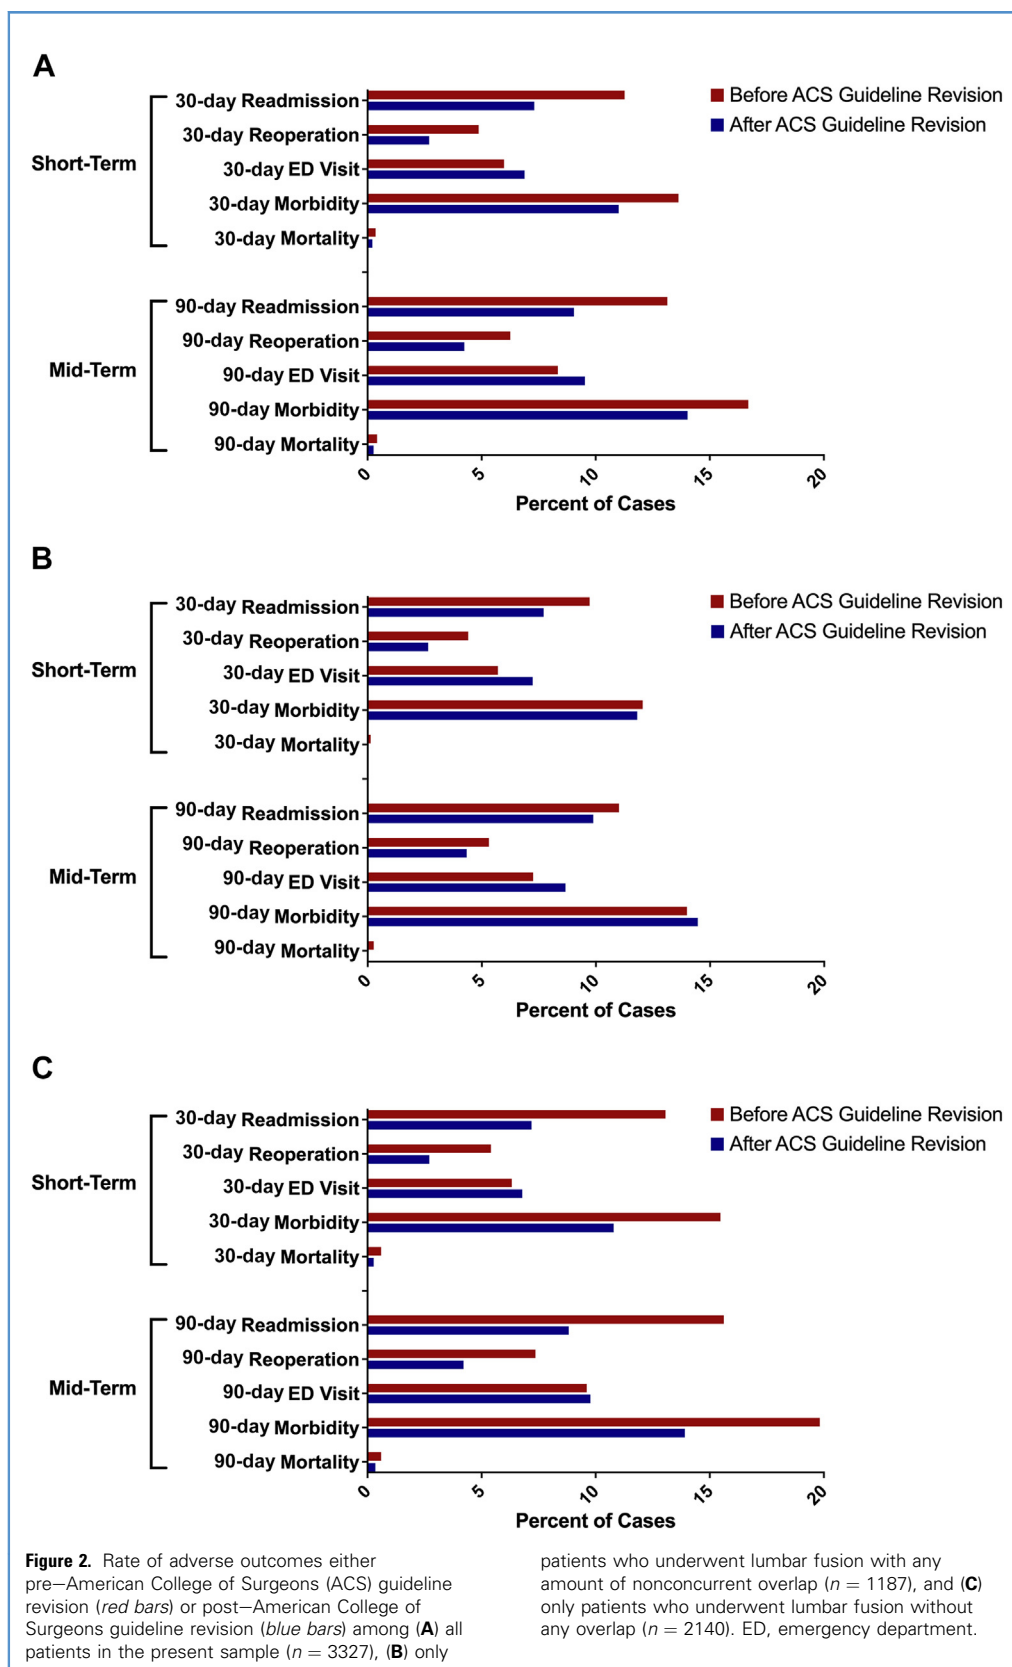 A
Before ACS Guideline Revision
After ACS Guideline Revision
Short-Term
30-day Readmission
30-day Reoperation
30-day ED Visit
30-day Morbidity
30-day Mortality
Mid-Term
90-day Readmission
90-day Reoperation
90-day ED Visit
90-day Morbidity
90-day Mortality
0 5 10 15 20
Percent of Cases
B
Before ACS Guideline Revision
After ACS Guideline Revision
Short-Term
30-day Readmission
30-day Reoperation
30-day ED Visit
30-day Morbidity
30-day Mortality
Mid-Term
90-day Readmission
90-day Reoperation
90-day ED Visit
90-day Morbidity
90-day Mortality
0 5 10 15 20
Percent of Cases
C
Before ACS Guideline Revision
After ACS Guideline Revision
Short-Term
30-day Readmission
30-day Reoperation
30-day ED Visit
30-day Morbidity
30-day Mortality
Mid-Term
90-day Readmission
90-day Reoperation
90-day ED Visit
90-day Morbidity
90-day Mortality
0 5 10 15 20
Percent of Cases
Figure 2. Rate of adverse outcomes either
pre–American College of Surgeons (ACS) guideline
revision (red bars) or post–American College of
Surgeons guideline revision (blue bars) among (A) all
patients in the present sample (n = 3327), (B) only
patients who underwent lumbar fusion with any
amount of nonconcurrent overlap (n = 1187), and (C)
only patients who underwent lumbar fusion without
any overlap (n = 2140). ED, emergency department.